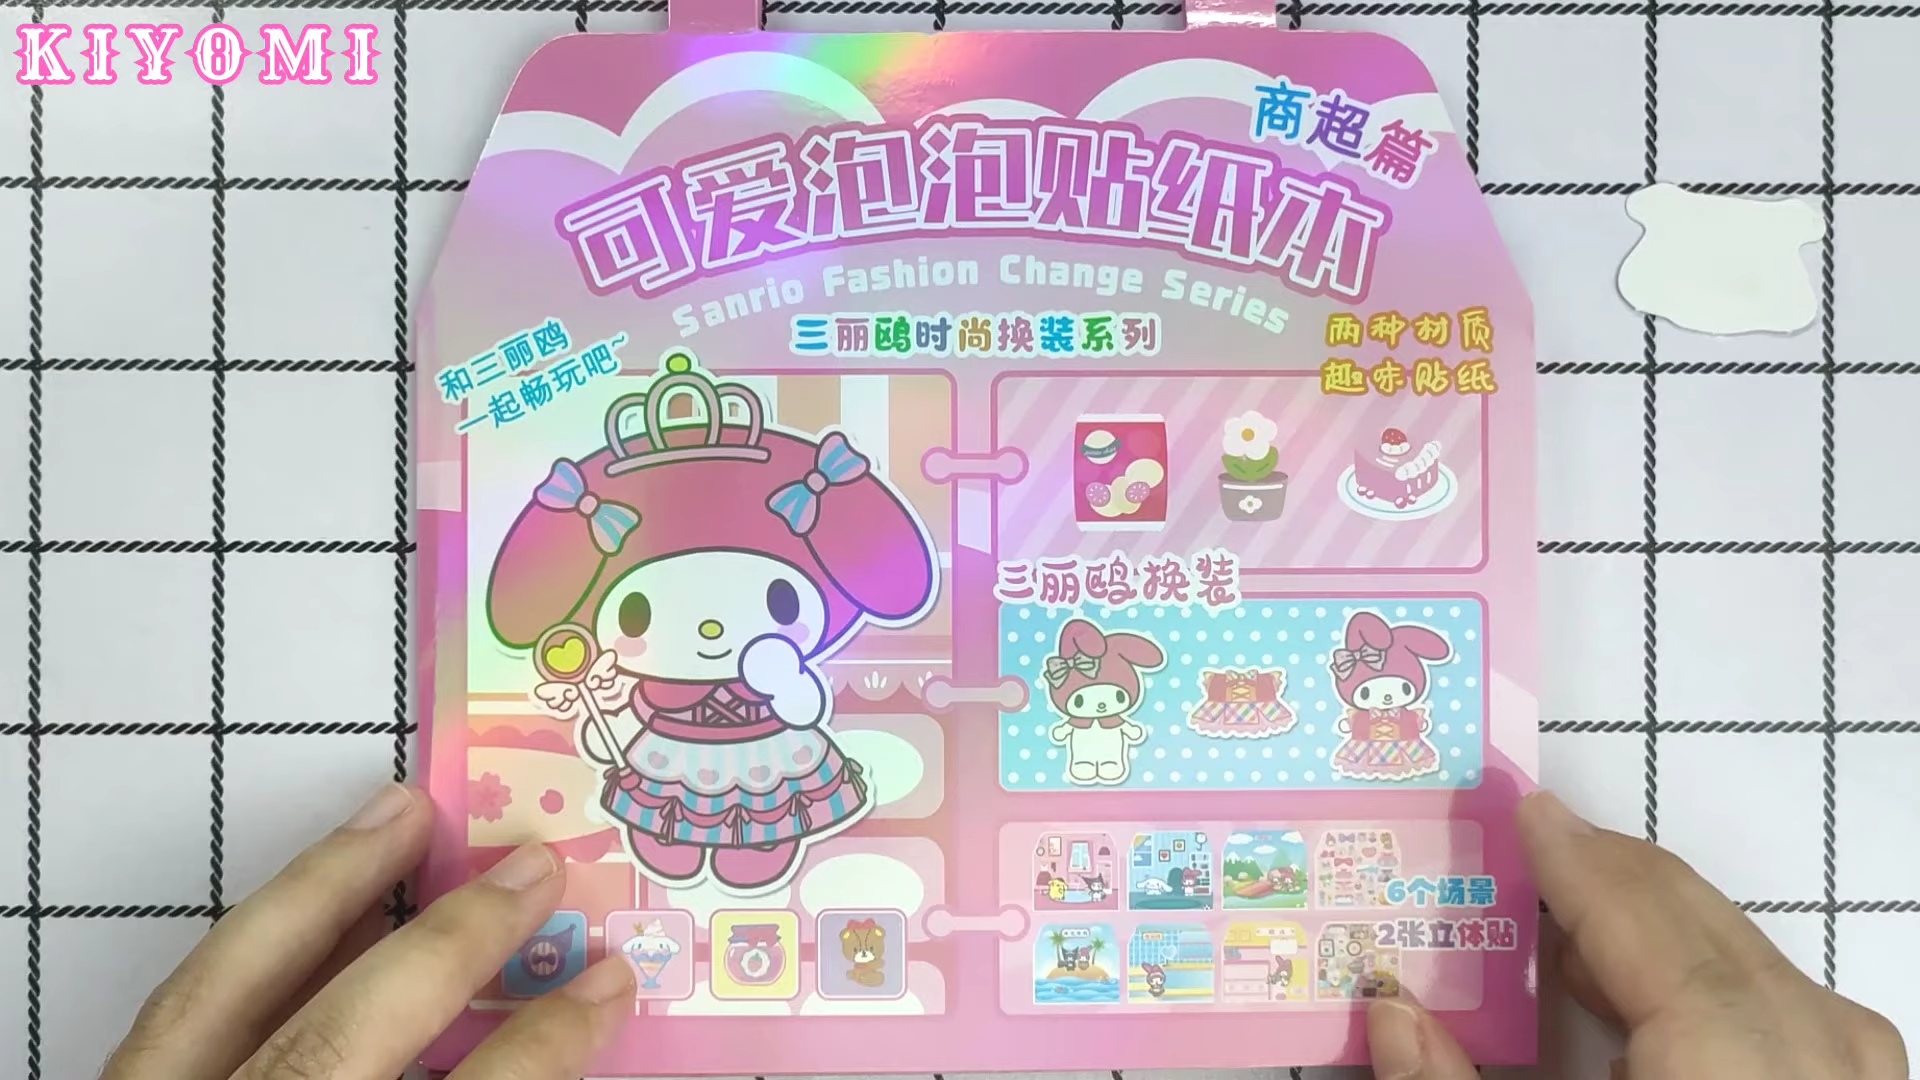 KIYOMI
商超篇
可爱泡泡贴纸本
Sanrio Fashion Change Series
三丽鸥时尚换装系列
和三丽鸥
一起畅玩吧~
两种材质
趣味贴纸
三丽鸥换装
6个场景
2张立体贴